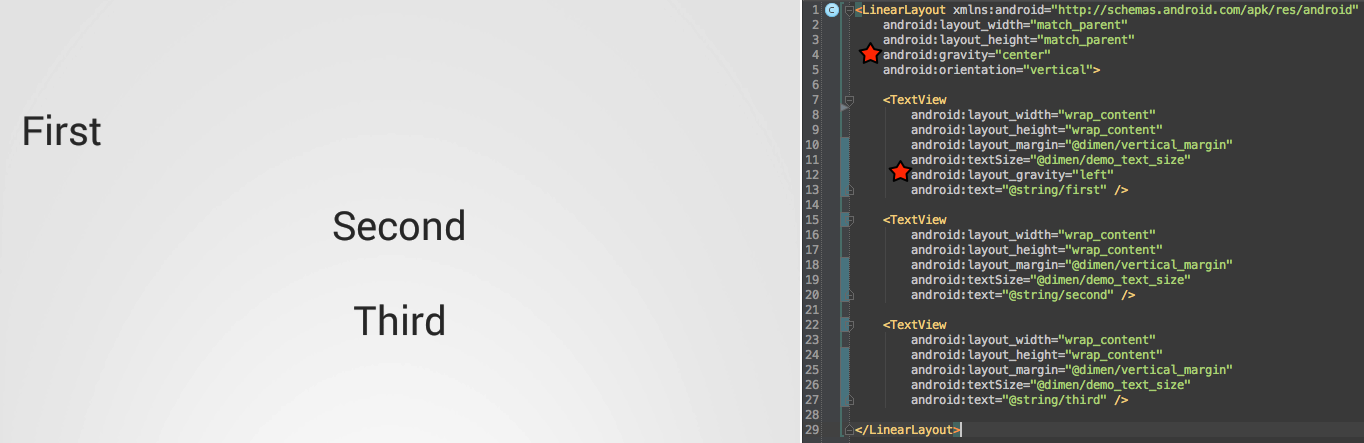 First
Second
Third
1 <LinearLayout xmlns:android="http://schemas.android.com/apk/res/android"
2 android:layout_width="match_parent"
3 android:layout_height="match_parent"
4 android:gravity="center"
5 android:orientation="vertical">
6
7 <TextView
8 android:layout_width="wrap_content"
9 android:layout_height="wrap_content"
10 android:layout_margin="@dimen/vertical_margin"
11 android:textSize="@dimen/demo_text_size"
12 android:layout_gravity="left"
13 android:text="@string/first" />
14
15 <TextView
16 android:layout_width="wrap_content"
17 android:layout_height="wrap_content"
18 android:layout_margin="@dimen/vertical_margin"
19 android:textSize="@dimen/demo_text_size"
20 android:text="@string/second" />
21
22 <TextView
23 android:layout_width="wrap_content"
24 android:layout_height="wrap_content"
25 android:layout_margin="@dimen/vertical_margin"
26 android:textSize="@dimen/demo_text_size"
27 android:text="@string/third" />
28
29 </LinearLayout>